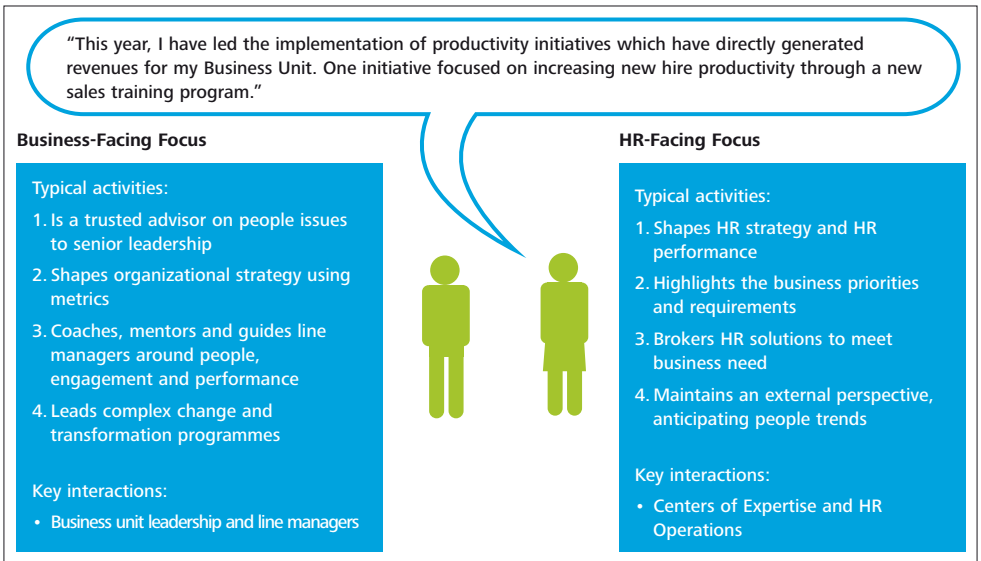 “This year, I have led the implementation of productivity initiatives which have directly generated
revenues for my Business Unit. One initiative focused on increasing new hire productivity through a new
sales training program.”
Business-Facing Focus
Typical activities:
1. Is a trusted advisor on people issues
to senior leadership
2. Shapes organizational strategy using
metrics
3. Coaches, mentors and guides line
managers around people,
engagement and performance
4. Leads complex change and
transformation programmes
Key interactions:
• Business unit leadership and line managers
HR-Facing Focus
Typical activities:
1. Shapes HR strategy and HR
performance
2. Highlights the business priorities
and requirements
3. Brokers HR solutions to meet
business need
4. Maintains an external perspective,
anticipating people trends
Key interactions:
• Centers of Expertise and HR
Operations